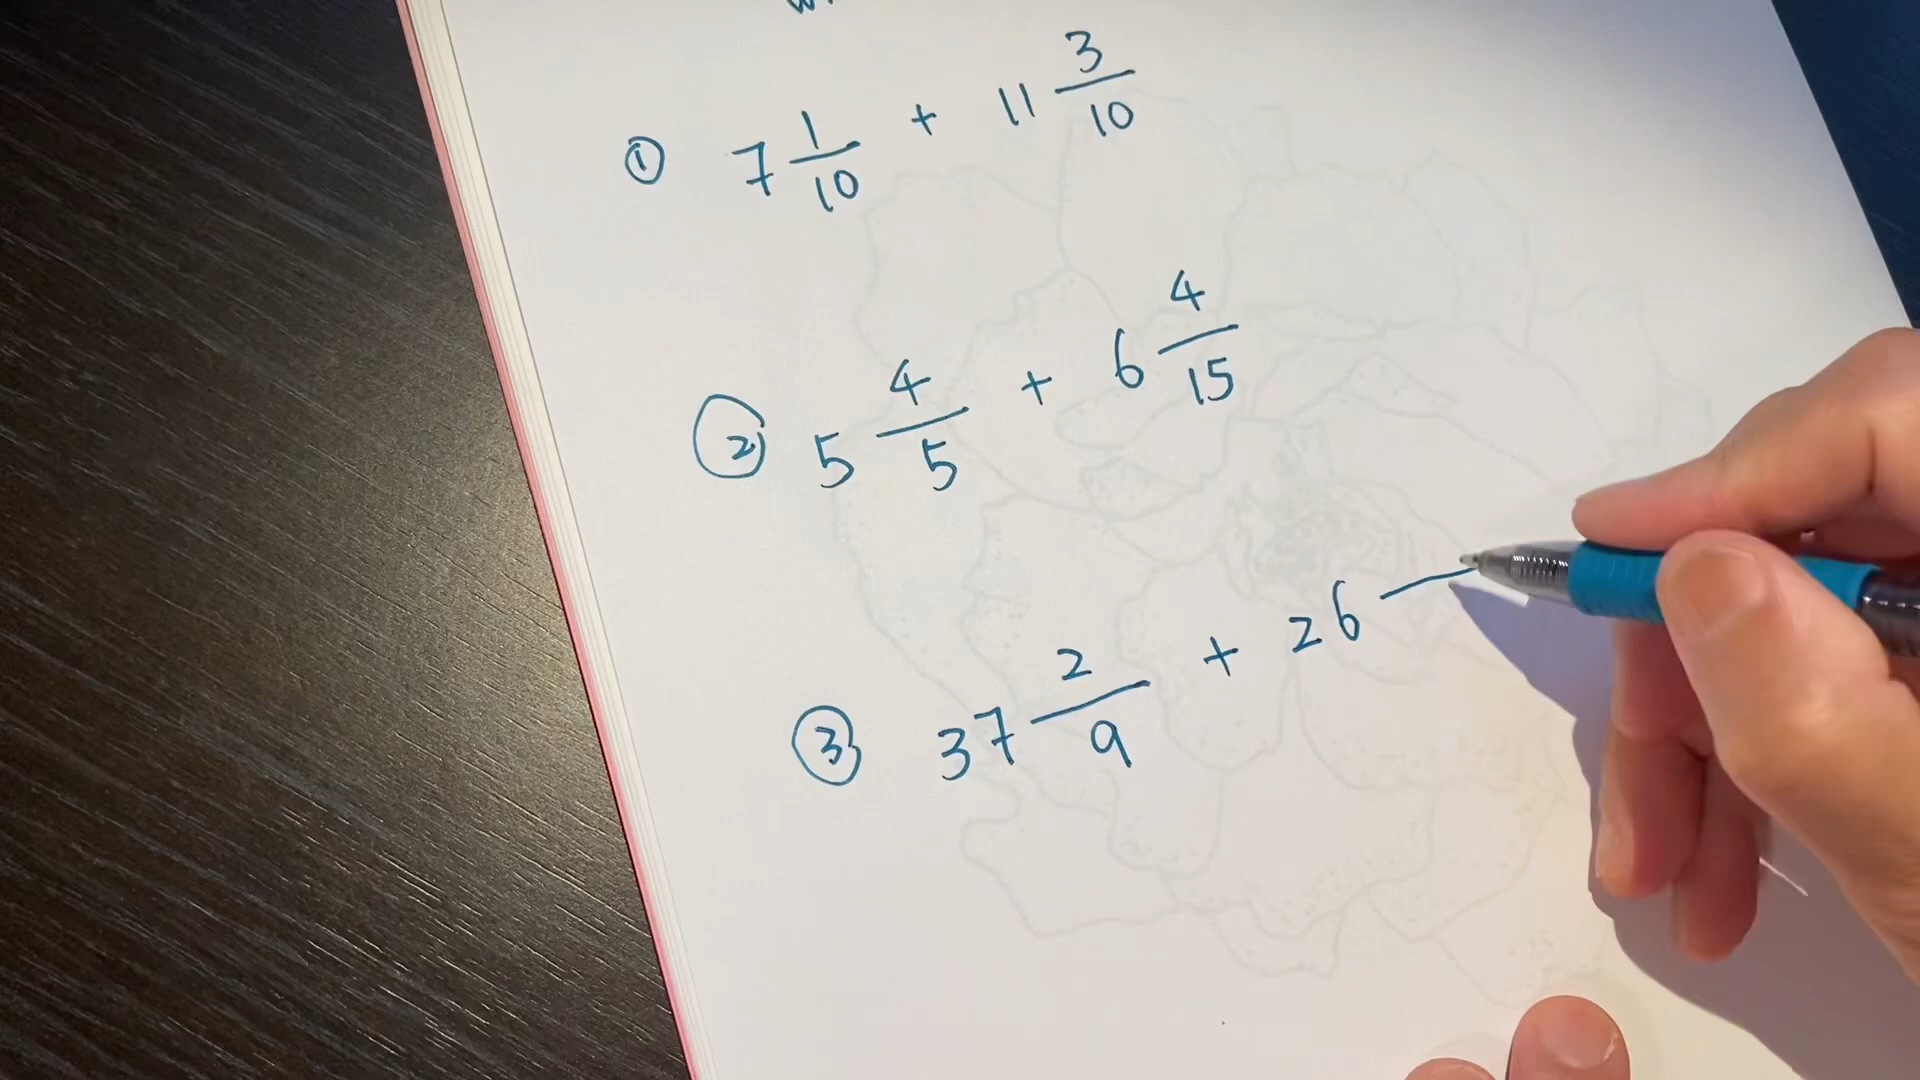 ① 7 1/10 + 11 3/10
② 5 4/5 + 6 4/15
③ 37 2/9 + 26